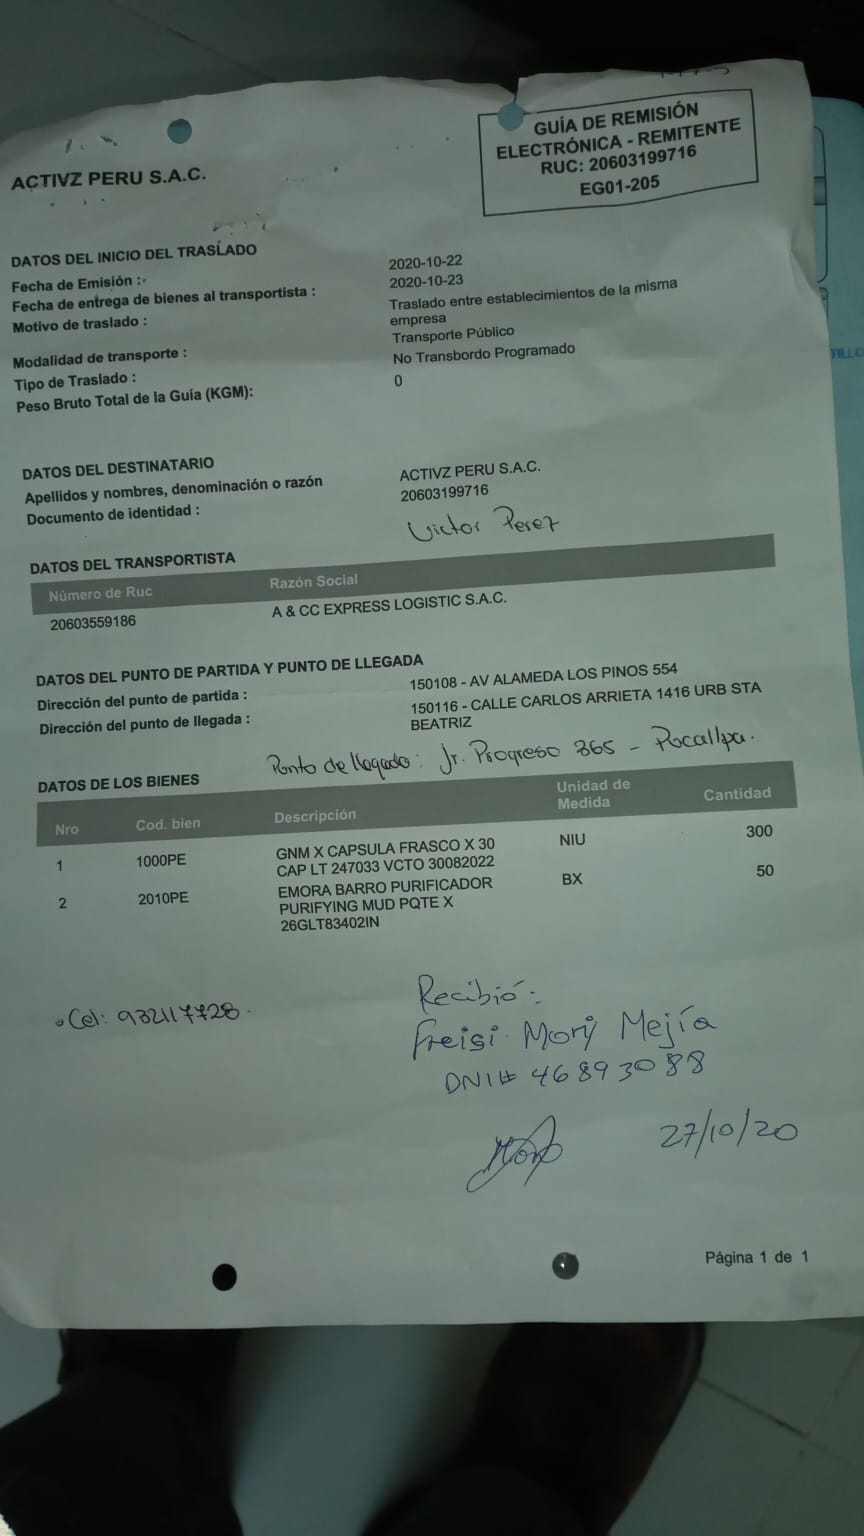 ACTIVZ PERU S.A.C.
GUÍA DE REMISIÓN
ELECTRÓNICA - REMITENTE
RUC: 20603199716
EG01-205
DATOS DEL INICIO DEL TRASLADO
Fecha de Emisión : 2020-10-22
Fecha de entrega de bienes al transportista : 2020-10-23
Motivo de traslado : Traslado entre establecimientos de la misma
empresa
Modalidad de transporte : Transporte Público
Tipo de Traslado : No Transbordo Programado
Peso Bruto Total de la Guía (KGM): 0
DATOS DEL DESTINATARIO
Apellidos y nombres, denominación o razón ACTIVZ PERU S.A.C.
Documento de identidad : 20603199716
Victor Perez
DATOS DEL TRANSPORTISTA
Número de Ruc Razón Social
20603559186 A & CC EXPRESS LOGISTIC S.A.C.
DATOS DEL PUNTO DE PARTIDA Y PUNTO DE LLEGADA
Dirección del punto de partida : 150108 - AV ALAMEDA LOS PINOS 554
Dirección del punto de llegada : 150116 - CALLE CARLOS ARRIETA 1416 URB STA
BEATRIZ
Punto de llegado: Jr. Progreso 365 - Pucallpa.
DATOS DE LOS BIENES
Nro Cod. bien Descripción Unidad de Medida Cantidad
1 1000PE GNM X CAPSULA FRASCO X 30 NIU 300
CAP LT 247033 VCTO 30082022
2 2010PE EMORA BARRO PURIFICADOR BX 50
PURIFYING MUD PQTE X
26GLT83402IN
Cel: 932117728.
Recibió:
Freisi Mori Mejía
DNI# 46893088
27/10/20
Página 1 de 1